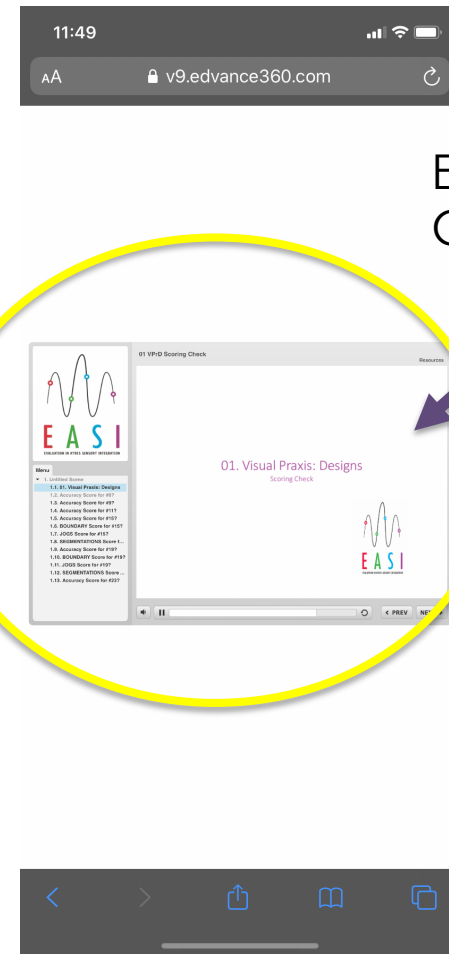 11:49
AA
v9.edvance360.com
E
01 VPrD Scoring Check
Resources
EASI
EVALUATION IN AYRES SENSORY INTEGRATION
Menu
1. Untitled Scene
1.1. 01. Visual Praxis: Designs
1.2. Accuracy Score for #6?
1.3. Accuracy Score for #9?
1.4. Accuracy Score for #11?
1.5. Accuracy Score for #15?
1.6. BOUNDARY Score for #15?
1.7. JOGS Score for #15?
1.8. SEGMENTATIONS Score f...
1.9. Accuracy Score for #19?
1.10. BOUNDARY Score for #19?
1.11. JOGS Score for #19?
1.12. SEGMENTATIONS Score ...
1.13. Accuracy Score for #23?
01. Visual Praxis: Designs
Scoring Check
EASI
< PREV